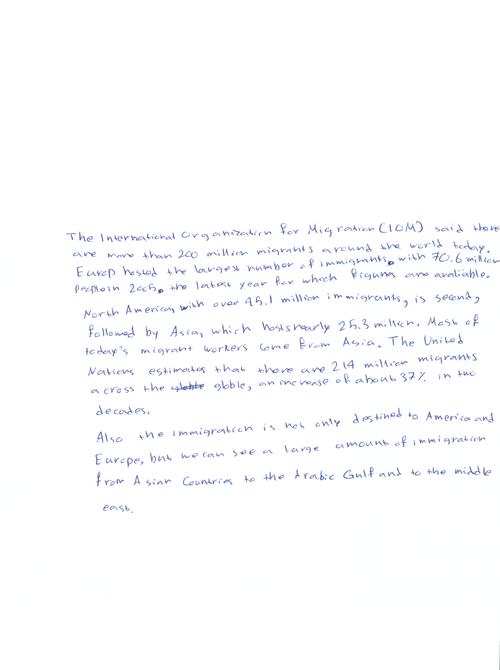 The International Organization for Migration (IOM) said there
are more than 200 million migrants around the world today.
Europ hosted the largest number of immigrants, with 70.6 million
people in 2005, the latest year for which figures are avaliable.
North America, with over 45.1 million immigrants, is second,
followed by Asia, which hosts nearly 25.3 million. Most of
today's migrant workers come from Asia. The United
Nations estimates that there are 214 million migrants
across the globle, an increase of about 37% in two
decades.
Also the immigration is not only destined to America and
Europe, but we can see a large amount of immigration
from Asian Countries to the Arabic Gulf and to the middle
east.